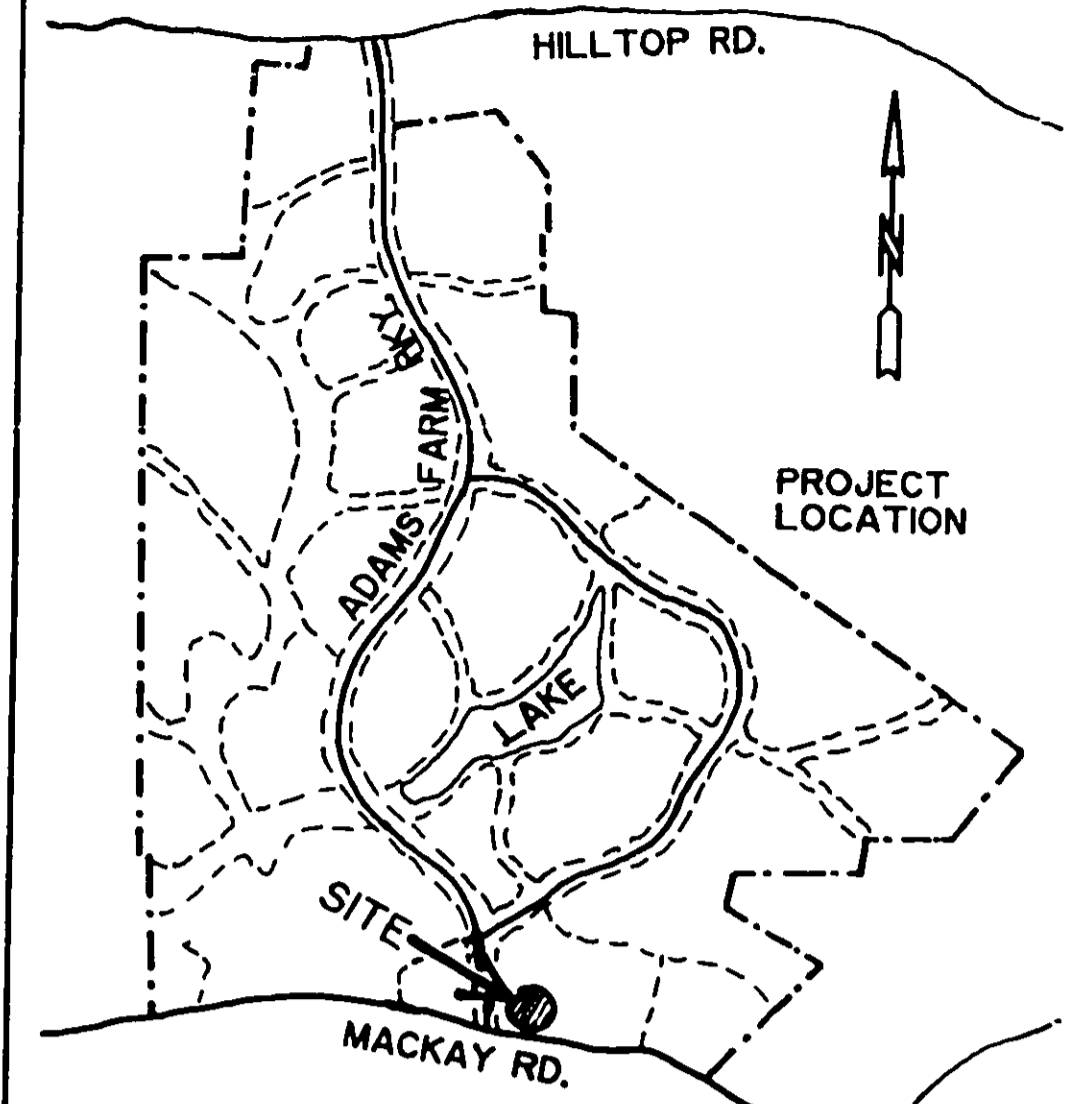 HILLTOP RD.
N
ADAMS FARM PKY.
PROJECT
LOCATION
LAKE
SITE
MACKAY RD.